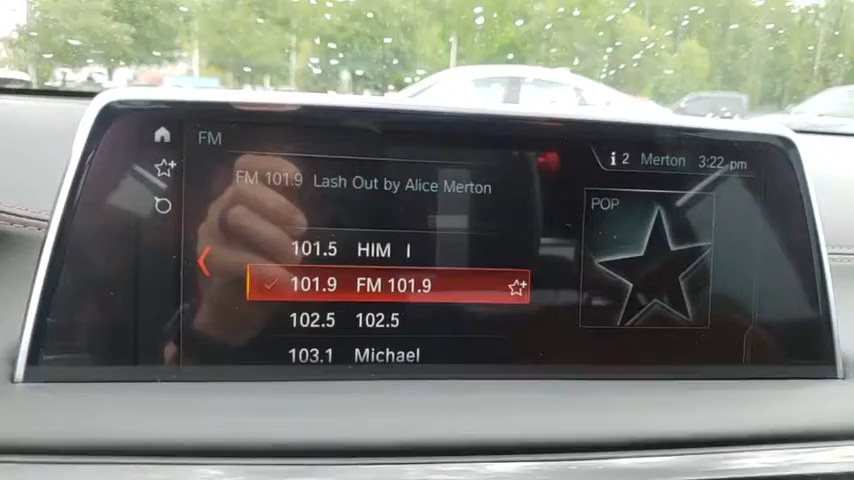 FM
i 2 Merton 3:22 pm
FM 101.9 Lash Out by Alice Merton
POP
101.5 HIM I
101.9 FM 101.9
102.5 102.5
103.1 Michael